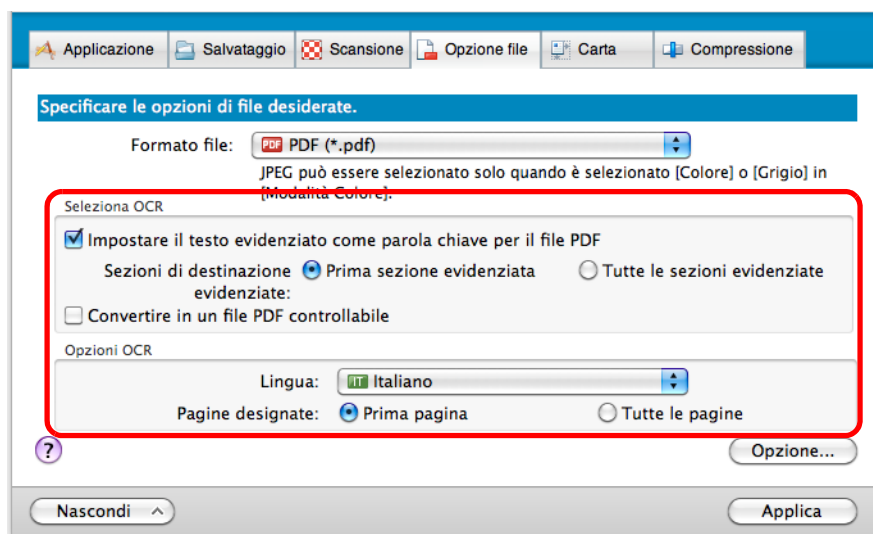 Applicazione Salvataggio Scansione Opzione file Carta Compressione
Specificare le opzioni di file desiderate.
Formato file: PDF PDF (*.pdf)
JPEG può essere selezionato solo quando è selezionato [Colore] o [Grigio] in
[Modalità Colore].
Seleziona OCR
Impostare il testo evidenziato come parola chiave per il file PDF
Sezioni di destinazione Prima sezione evidenziata Tutte le sezioni evidenziate
evidenziate:
Convertire in un file PDF controllabile
Opzioni OCR
Lingua: IT Italiano
Pagine designate: Prima pagina Tutte le pagine
? Opzione...
Nascondi Applica